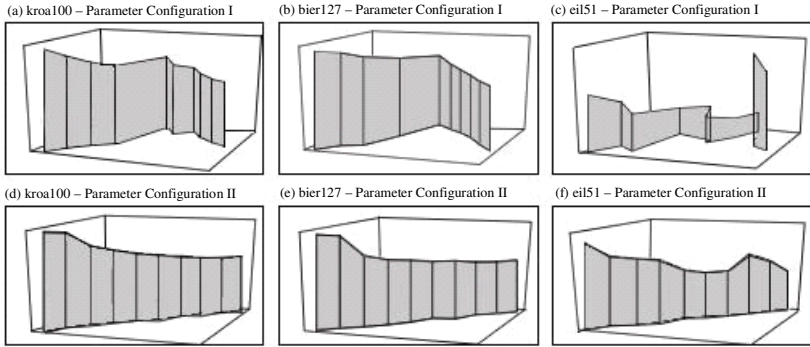 (a) kroa100 – Parameter Configuration I
(b) bier127 – Parameter Configuration I
(c) eil51 – Parameter Configuration I
(d) kroa100 – Parameter Configuration II
(e) bier127 – Parameter Configuration II
(f) eil51 – Parameter Configuration II